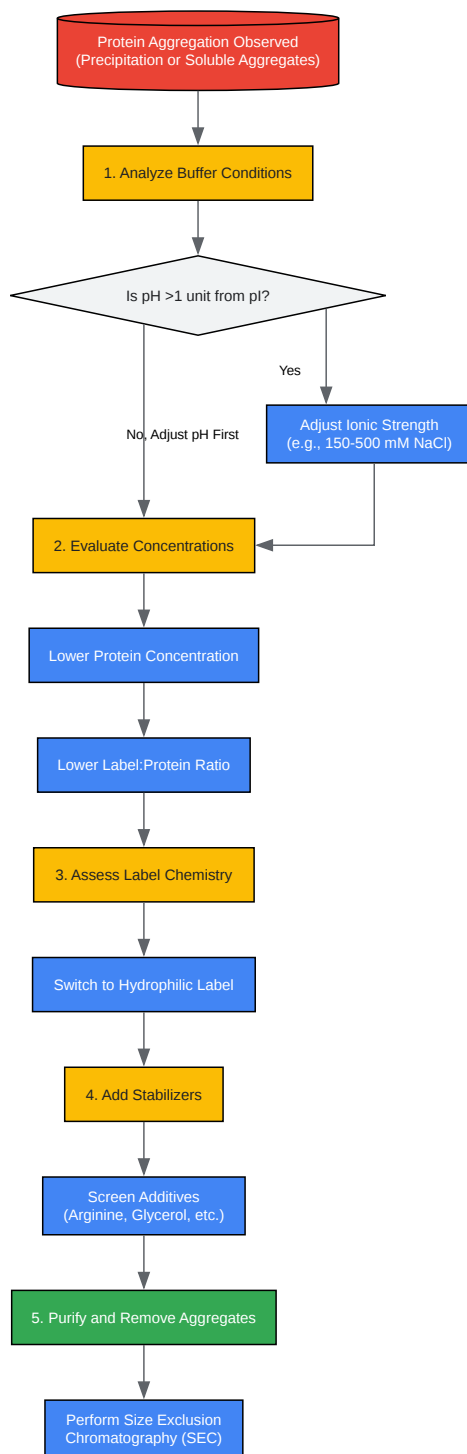 Protein Aggregation Observed
(Precipitation or Soluble Aggregates)
1. Analyze Buffer Conditions
Is pH >1 unit from pI?
Yes
Adjust Ionic Strength
(e.g., 150-500 mM NaCl)
No, Adjust pH First
2. Evaluate Concentrations
Lower Protein Concentration
Lower Label:Protein Ratio
3. Assess Label Chemistry
Switch to Hydrophilic Label
4. Add Stabilizers
Screen Additives
(Arginine, Glycerol, etc.)
5. Purify and Remove Aggregates
Perform Size Exclusion
Chromatography (SEC)